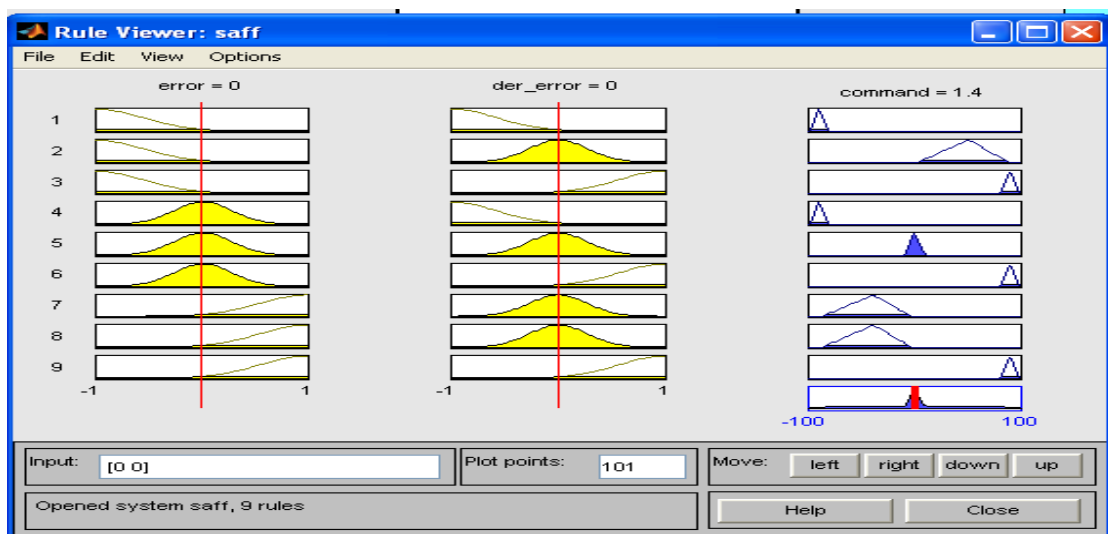 Rule Viewer: saff
File Edit View Options
error = 0 der_error = 0 command = 1.4
1
2
3
4
5
6
7
8
9
-1 1 -1 1
-100 100
Input: [0 0] Plot points: 101 Move: left right down up
Opened system saff, 9 rules Help Close